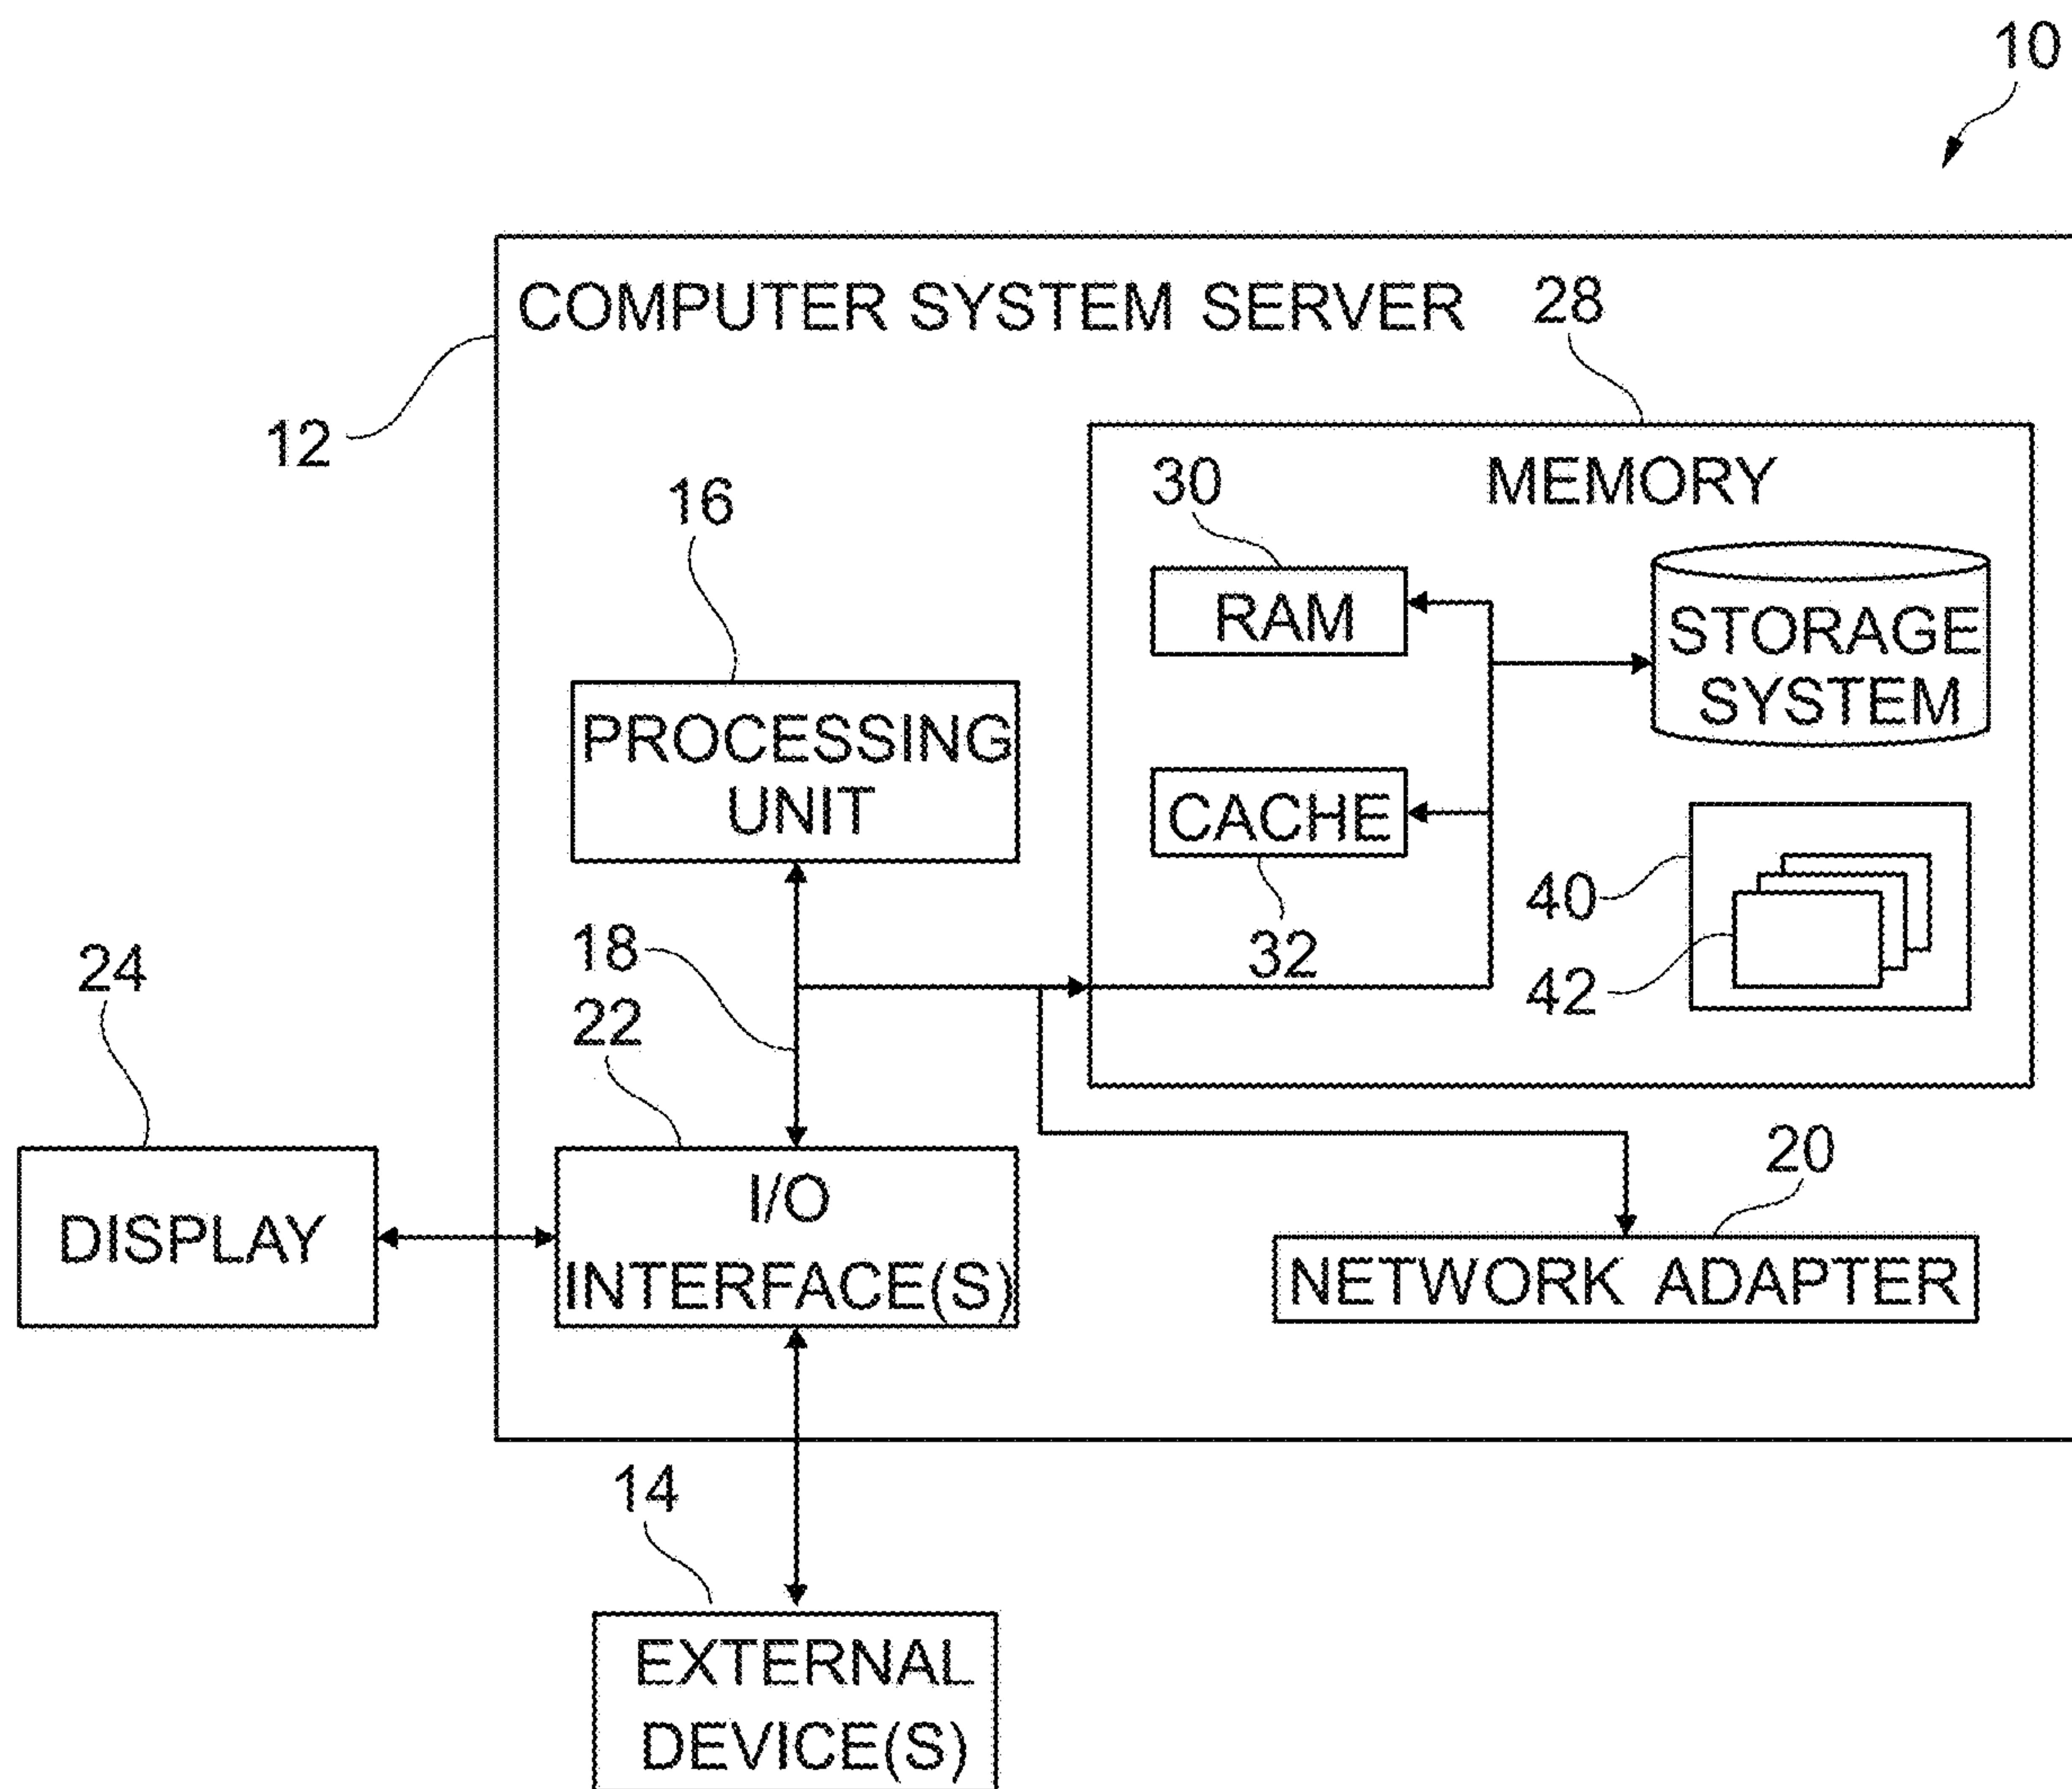 10
COMPUTER SYSTEM SERVER
28
12
MEMORY
30
16
RAM
STORAGE
SYSTEM
PROCESSING
UNIT
CACHE
40
18
32
24
42
22
20
I/O
INTERFACE(S)
DISPLAY
NETWORK ADAPTER
14
EXTERNAL
DEVICE(S)